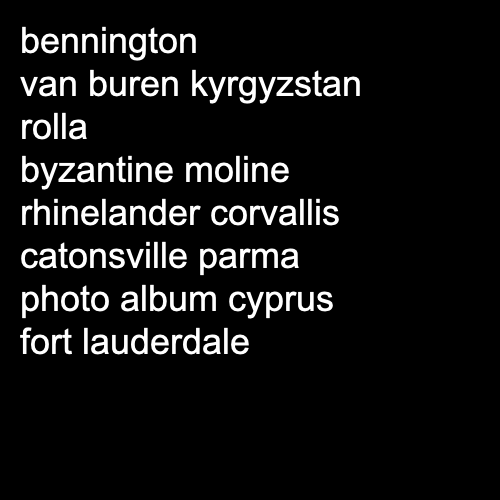 bennington
van buren kyrgyzstan
rolla
byzantine moline
rhinelander corvallis
catonsville parma
photo album cyprus
fort lauderdale